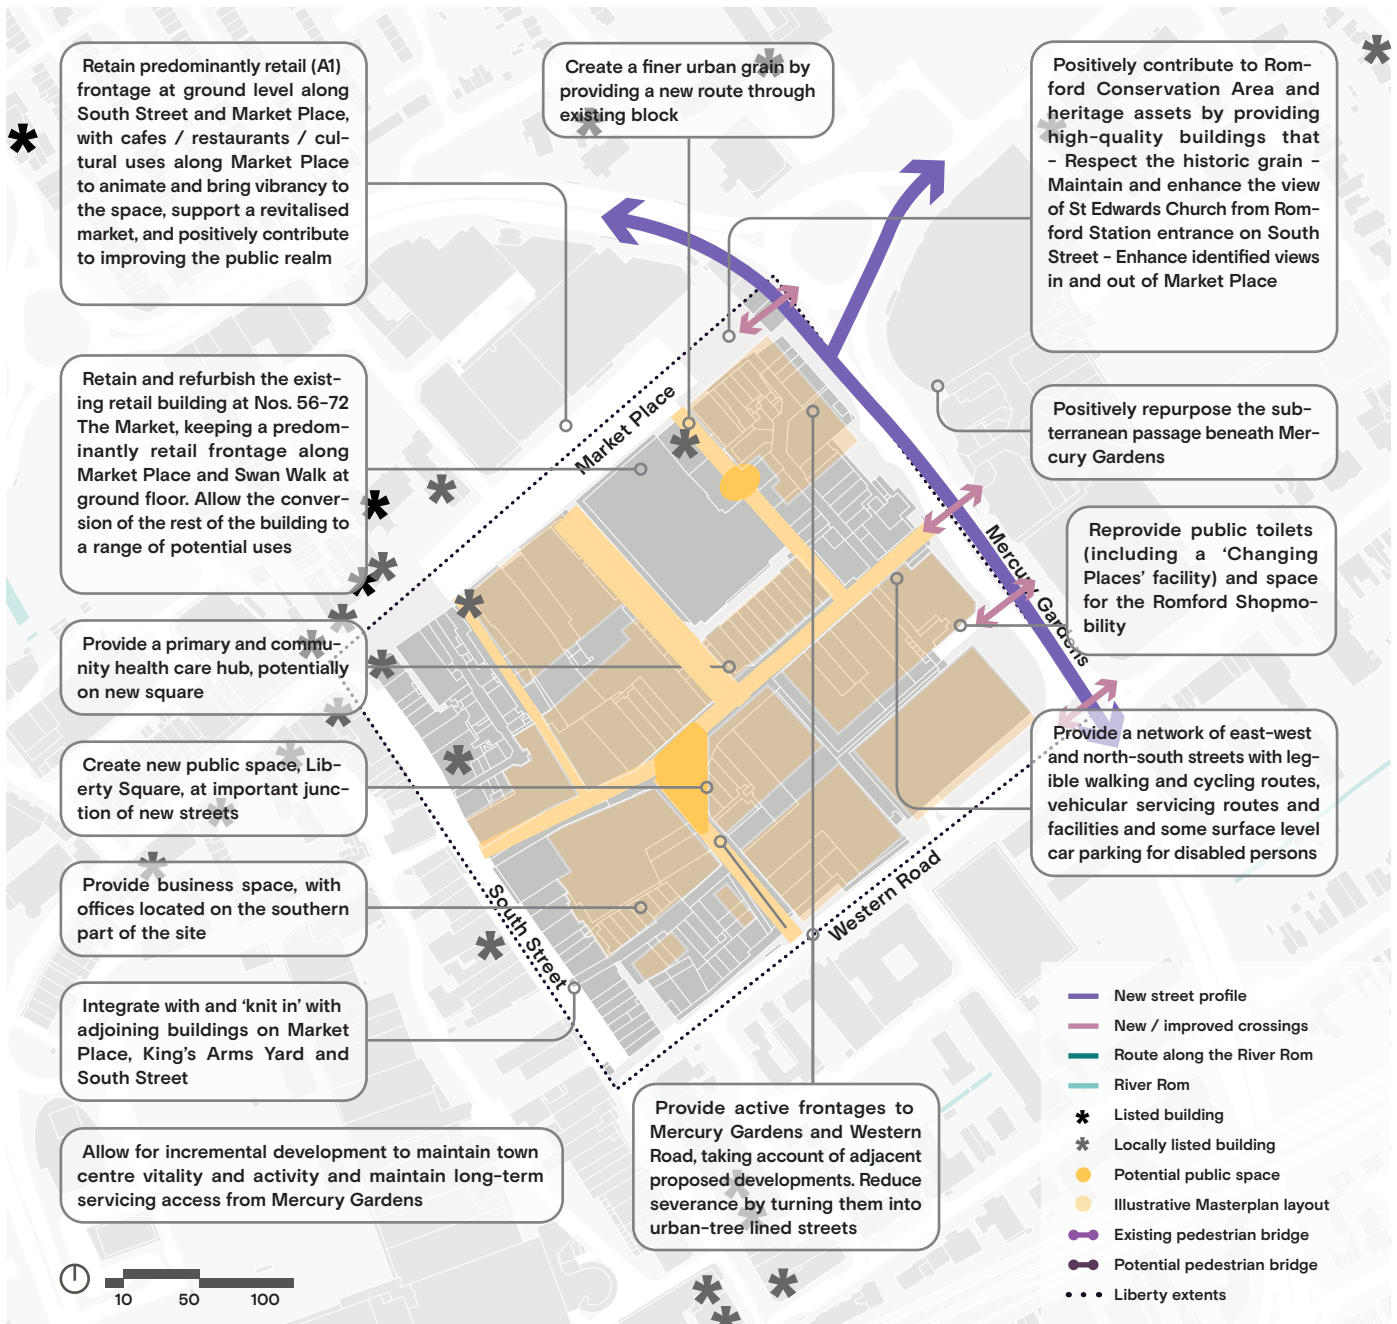 Retain predominantly retail (A1)
frontage at ground level along
South Street and Market Place,
with cafes / restaurants / cul-
tural uses along Market Place
to animate and bring vibrancy to
the space, support a revitalised
market, and positively contribute
to improving the public realm
Create a finer urban grain by
providing a new route through
existing block
Positively contribute to Rom-
ford Conservation Area and
heritage assets by providing
high-quality buildings that
- Respect the historic grain -
Maintain and enhance the view
of St Edwards Church from Rom-
ford Station entrance on South
Street - Enhance identified views
in and out of Market Place
Retain and refurbish the exist-
ing retail building at Nos. 56-72
The Market, keeping a predom-
inantly retail frontage along
Market Place and Swan Walk at
ground floor. Allow the conver-
sion of the rest of the building to
a range of potential uses
Positively repurpose the sub-
terranean passage beneath Mer-
cury Gardens
Reprovide public toilets
(including a ‘Changing
Places’ facility) and space
for the Romford Shopmo-
bility
Provide a primary and commu-
nity health care hub, potentially
on new square
Create new public space, Lib-
erty Square, at important junc-
tion of new streets
Provide a network of east-west
and north-south streets with leg-
ible walking and cycling routes,
vehicular servicing routes and
facilities and some surface level
car parking for disabled persons
Provide business space, with
offices located on the southern
part of the site
Integrate with and ‘knit in’ with
adjoining buildings on Market
Place, King’s Arms Yard and
South Street
Allow for incremental development to maintain town
centre vitality and activity and maintain long-term
servicing access from Mercury Gardens
Provide active frontages to
Mercury Gardens and Western
Road, taking account of adjacent
proposed developments. Reduce
severance by turning them into
urban-tree lined streets
Market Place
Mercury Gardens
South Street
Western Road
New street profile
New / improved crossings
Route along the River Rom
River Rom
Listed building
Locally listed building
Potential public space
Illustrative Masterplan layout
Existing pedestrian bridge
Potential pedestrian bridge
Liberty extents
10 50 100